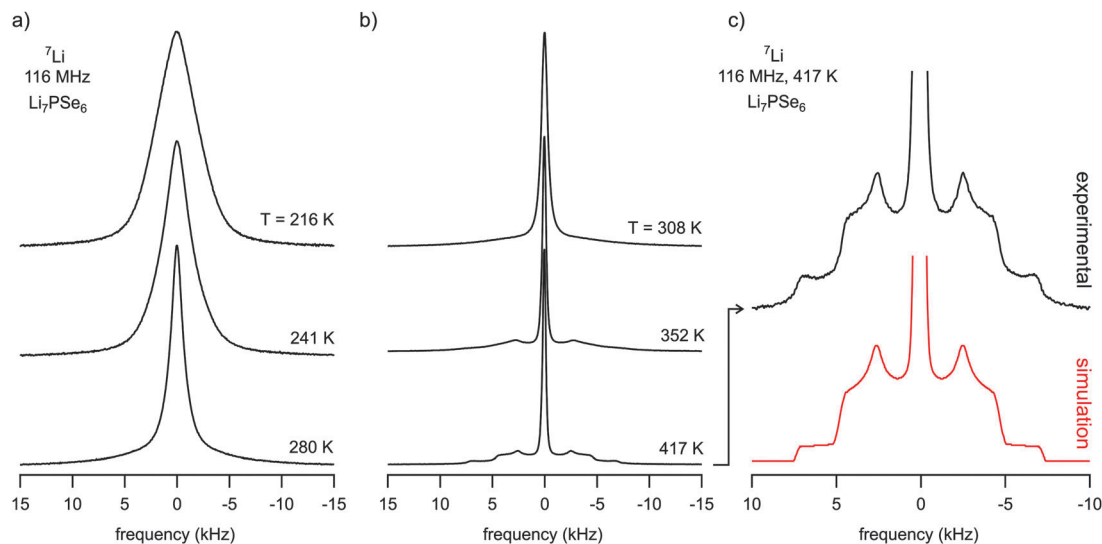 a)
⁷Li
116 MHz
Li₇PSe₆
T = 216 K
241 K
280 K
15 10 5 0 -5 -10 -15
frequency (kHz)
b)
T = 308 K
352 K
417 K
15 10 5 0 -5 -10 -15
frequency (kHz)
c)
⁷Li
116 MHz, 417 K
Li₇PSe₆
experimental
simulation
10 5 0 -5 -10
frequency (kHz)